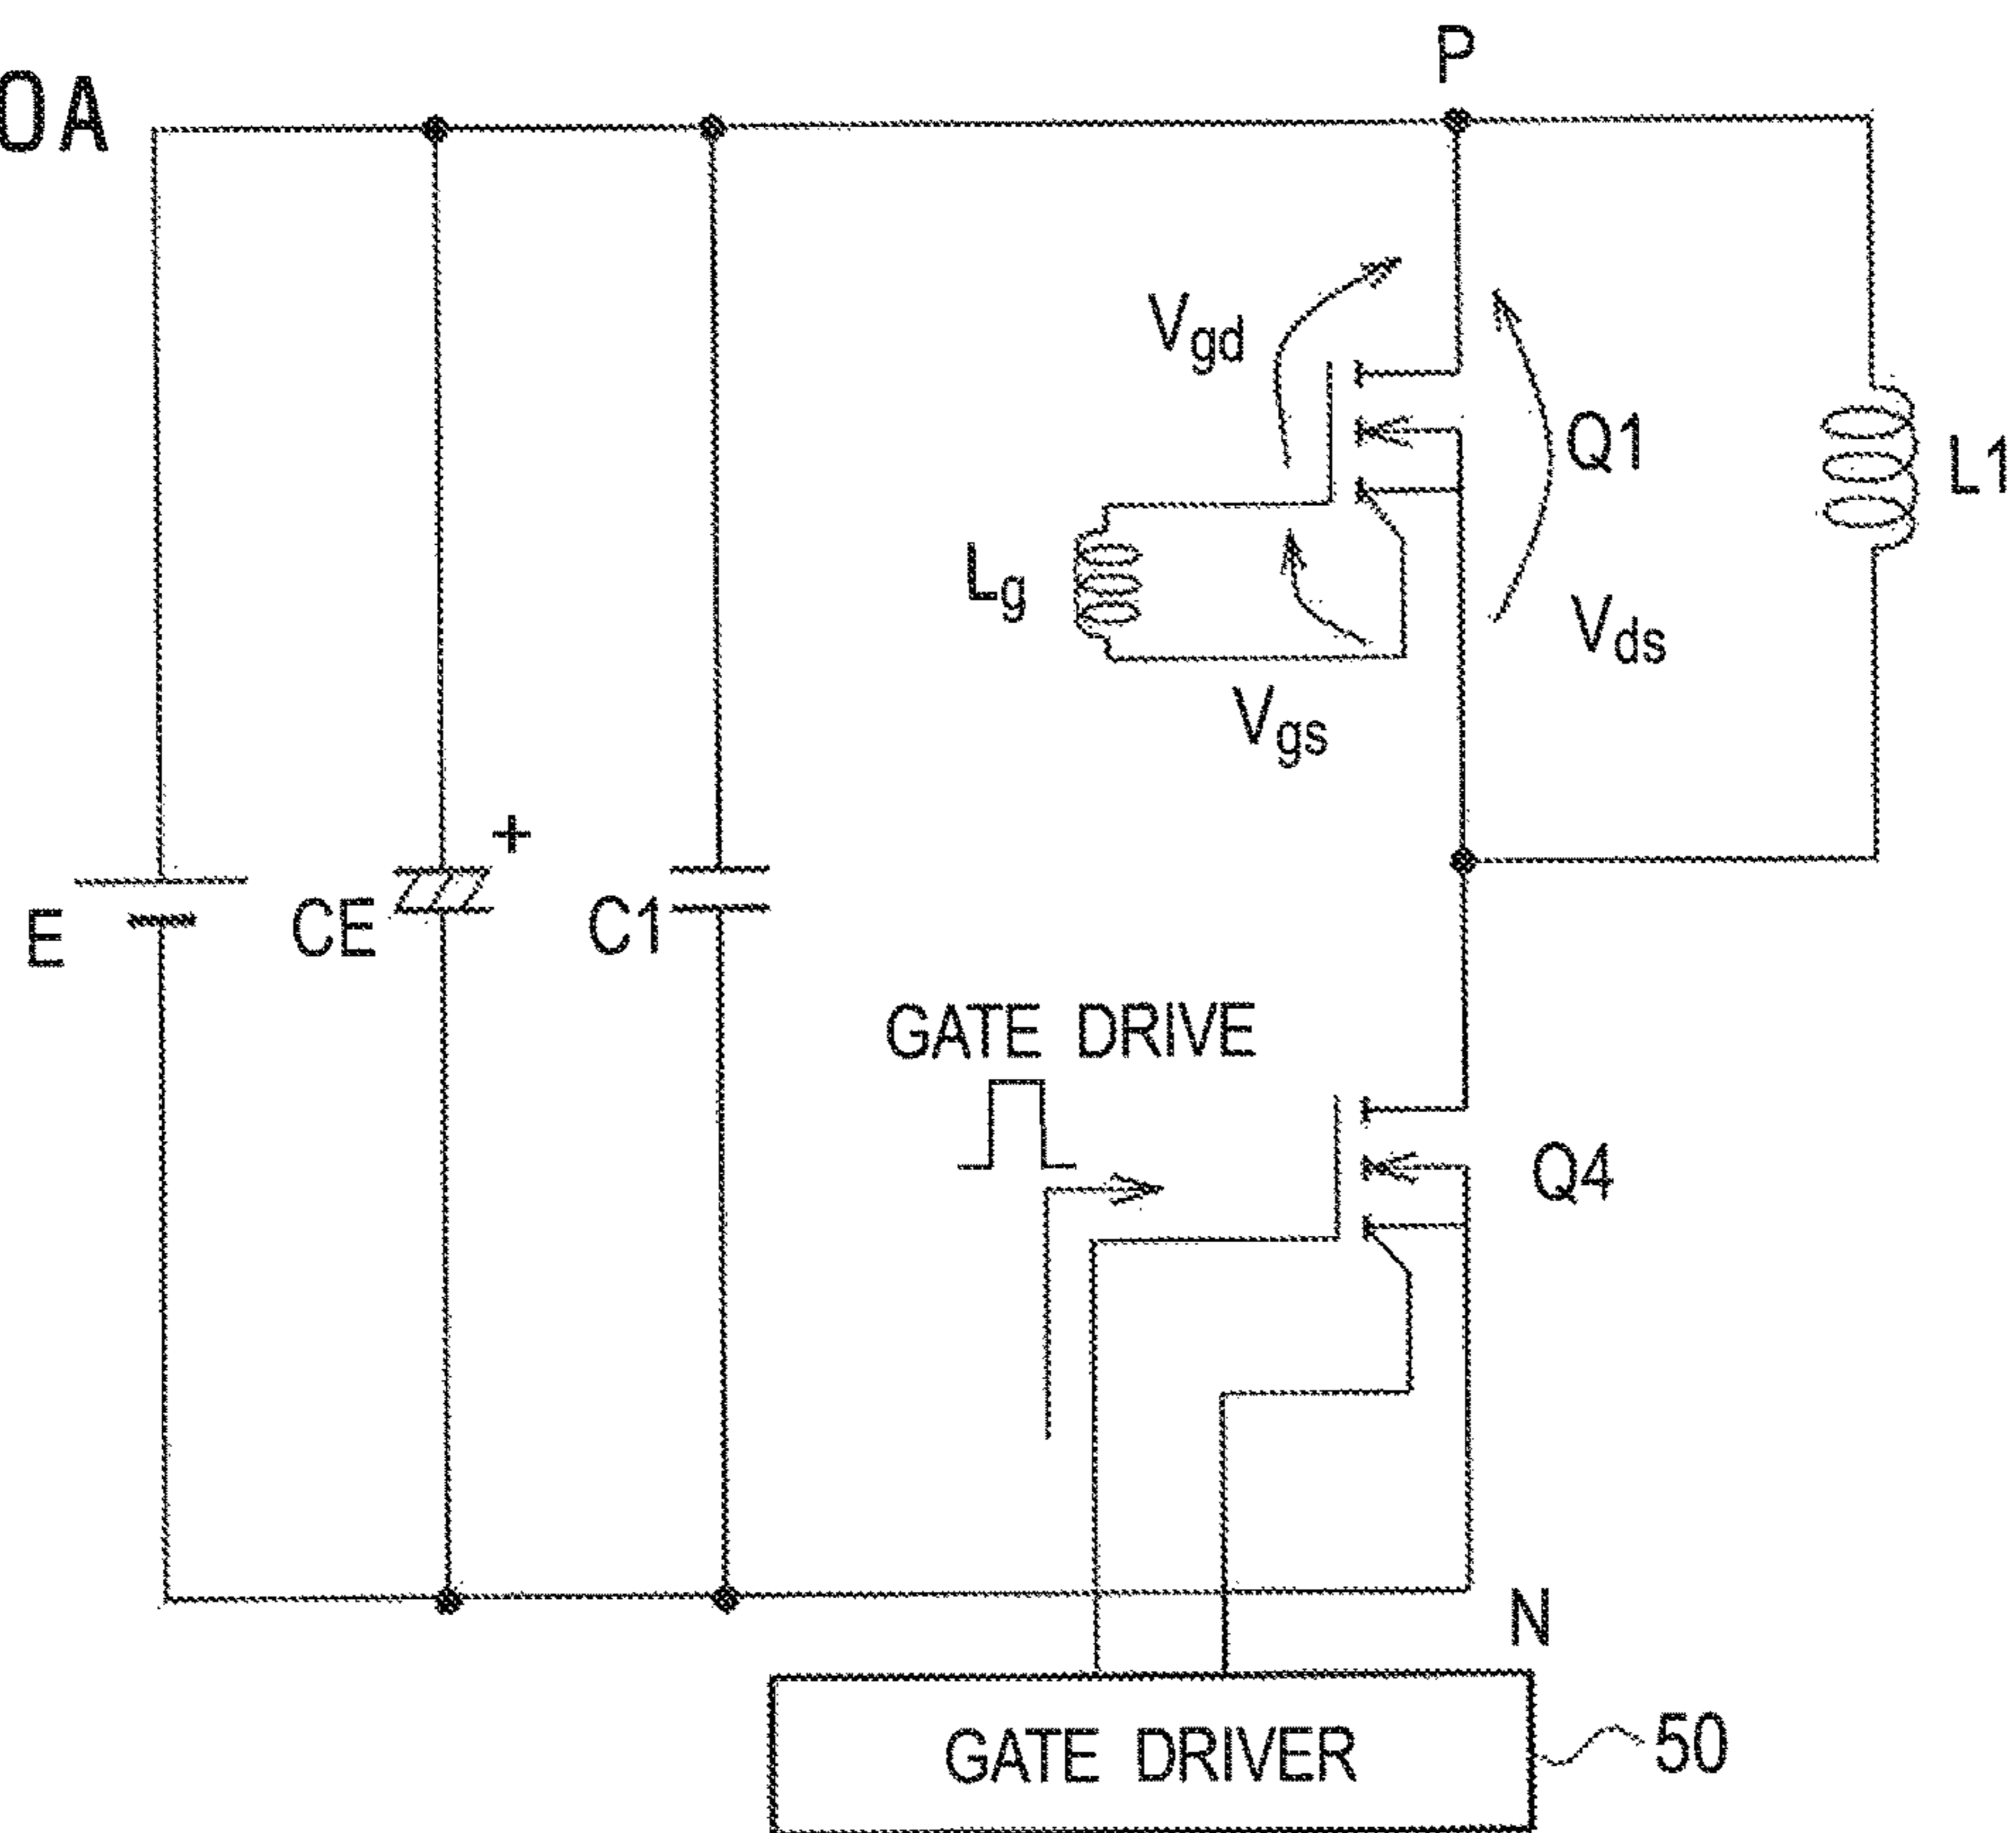 P
0A
Vgd
Q1
L1
Lg
Vds
Vgs
+
E
CE
C1
GATE DRIVE
Q4
N
GATE DRIVER
50